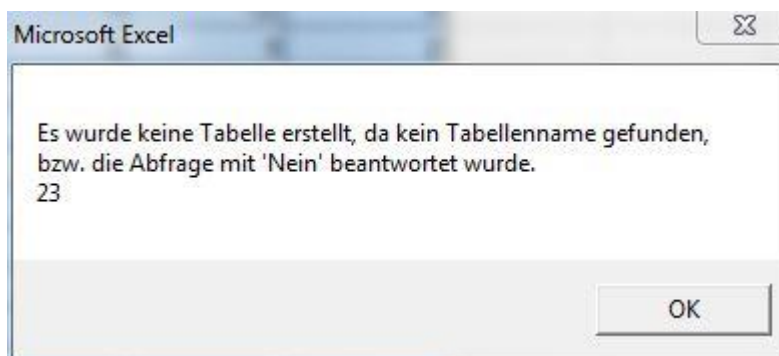 Microsoft Excel
Es wurde keine Tabelle erstellt, da kein Tabellenname gefunden,
bzw. die Abfrage mit 'Nein' beantwortet wurde.
23
OK